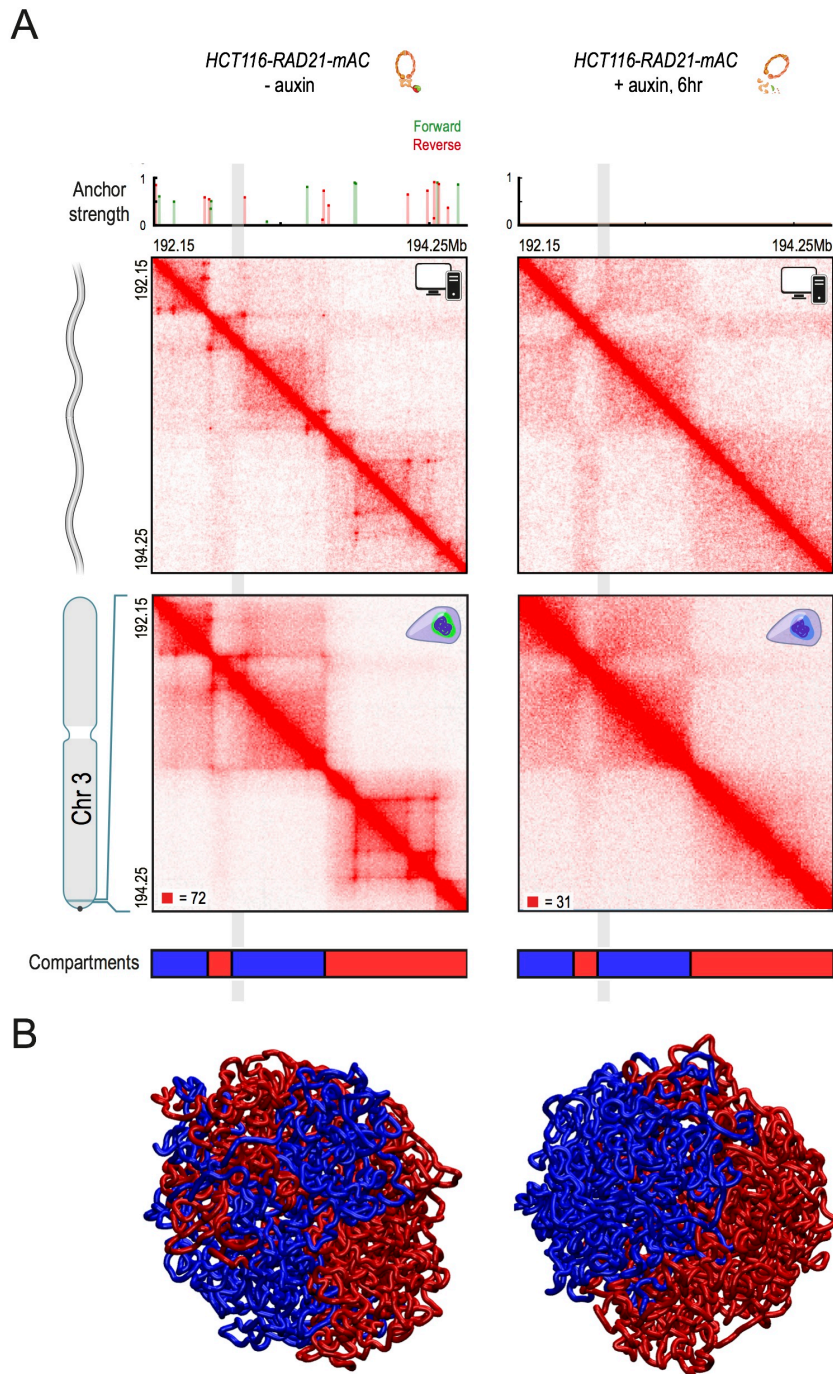 A
HCT116-RAD21-mAC
- auxin
HCT116-RAD21-mAC
+ auxin, 6hr
Forward
Reverse
Anchor
strength
1
0
1
0
192.15
194.25Mb
192.15
194.25Mb
192.15
194.25
Chr 3
192.15
194.25
= 72
= 31
Compartments
B